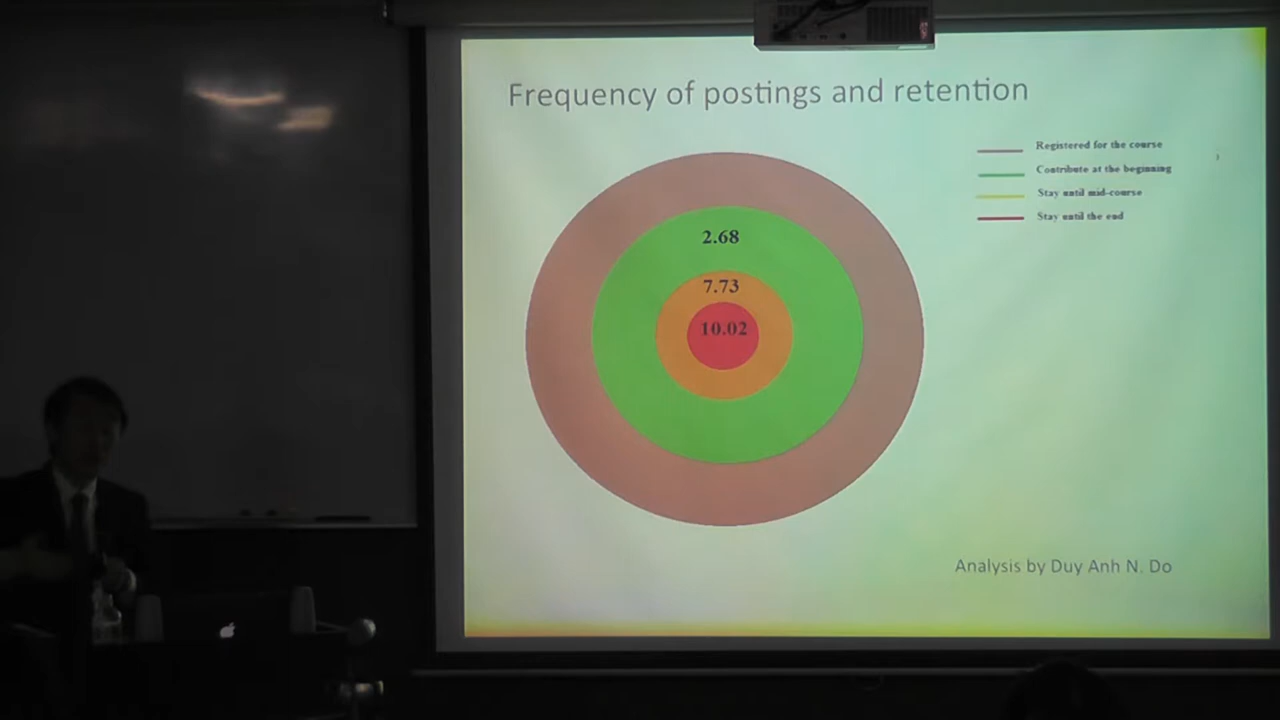 Frequency of postings and retention
Registered for the course
Contribute at the beginning
Stay until mid-course
Stay until the end
2.68
7.73
10.02
Analysis by Duy Anh N. Do